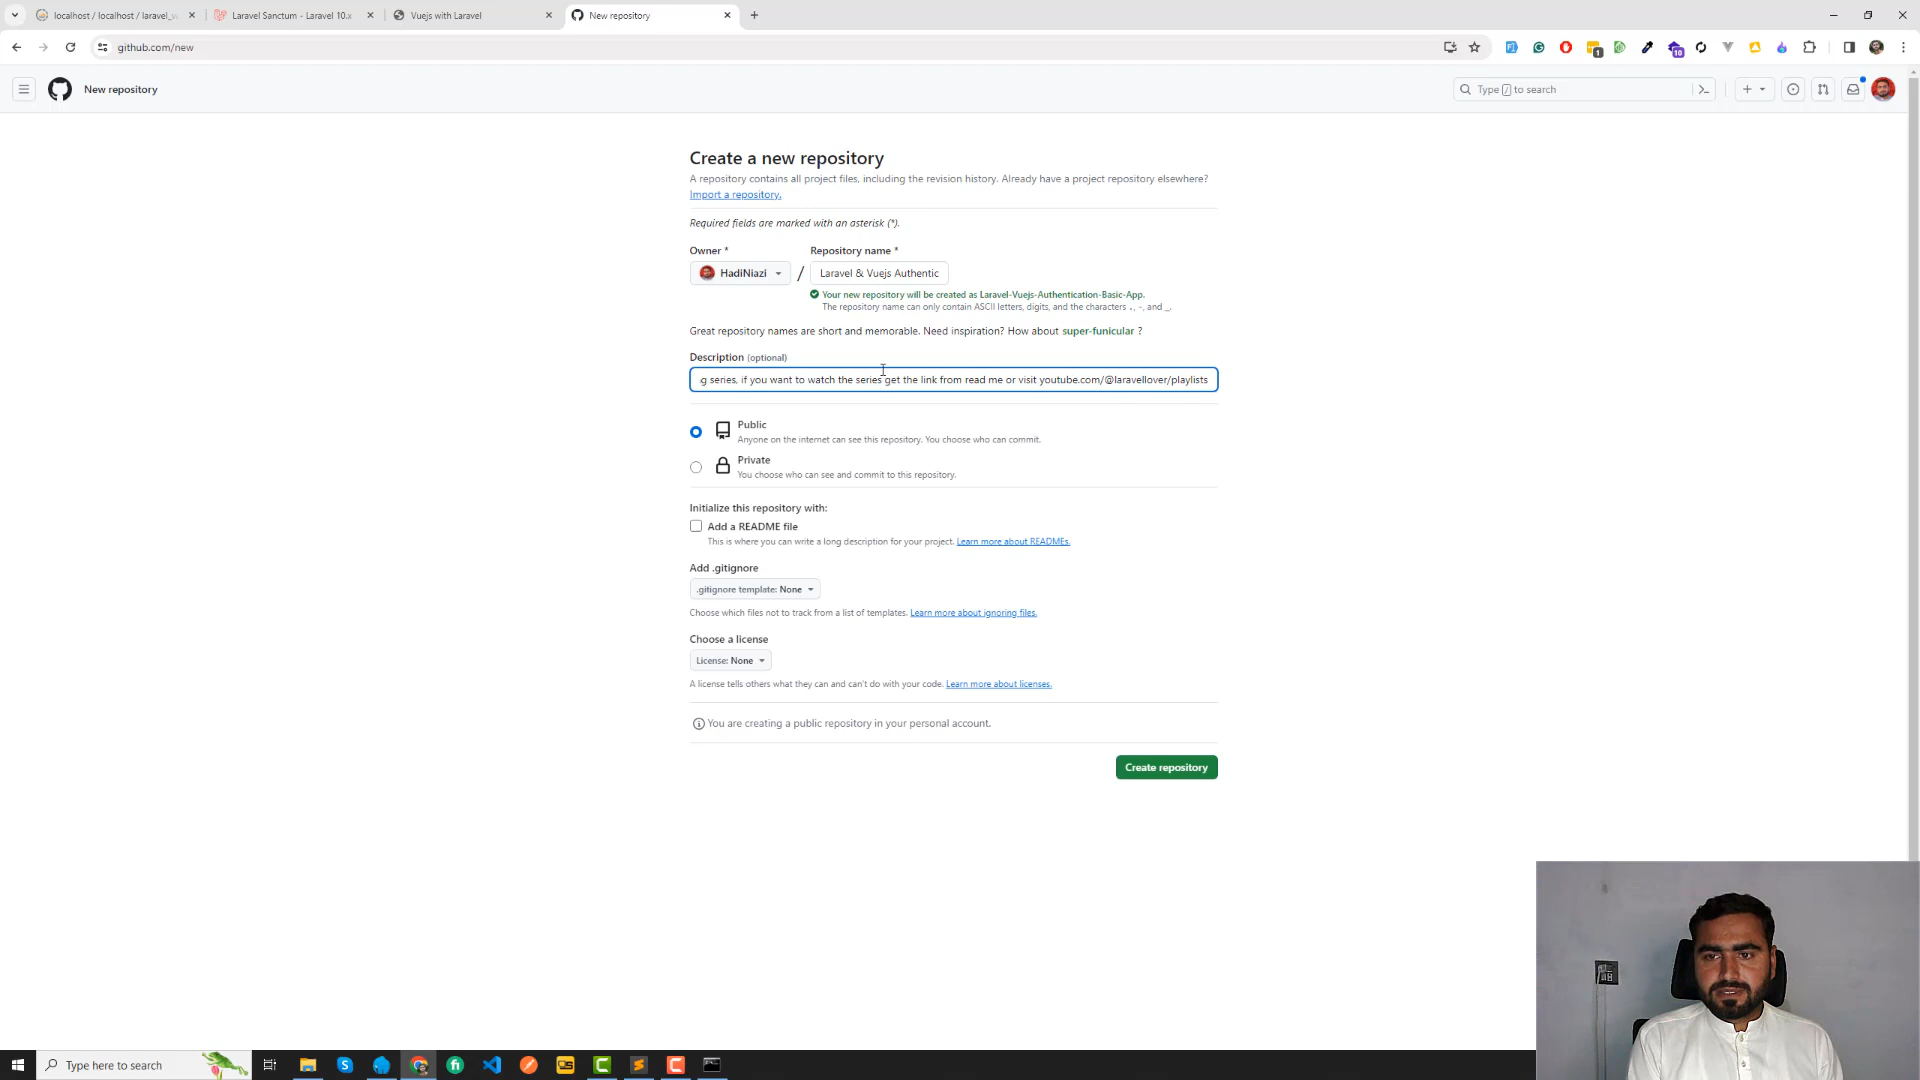 localhost / localhost / laravel_v
Laravel Sanctum - Laravel 10.x
Vuejs with Laravel
New repository
github.com/new
New repository
Type / to search
Create a new repository
A repository contains all project files, including the revision history. Already have a project repository elsewhere?
Import a repository.
Required fields are marked with an asterisk (*).
Owner *
Repository name *
HadiNiazi
/
Laravel & Vuejs Authentic
Your new repository will be created as Laravel-Vuejs-Authentication-Basic-App.
The repository name can only contain ASCII letters, digits, and the characters ., -, and _.
Great repository names are short and memorable. Need inspiration? How about super-funicular ?
Description (optional)
g series, if you want to watch the series get the link from read me or visit youtube.com/@laravellover/playlists
Public
Anyone on the internet can see this repository. You choose who can commit.
Private
You choose who can see and commit to this repository.
Initialize this repository with:
Add a README file
This is where you can write a long description for your project. Learn more about READMEs.
Add .gitignore
.gitignore template: None
Choose which files not to track from a list of templates. Learn more about ignoring files.
Choose a license
License: None
A license tells others what they can and can't do with your code. Learn more about licenses.
You are creating a public repository in your personal account.
Create repository
Type here to search